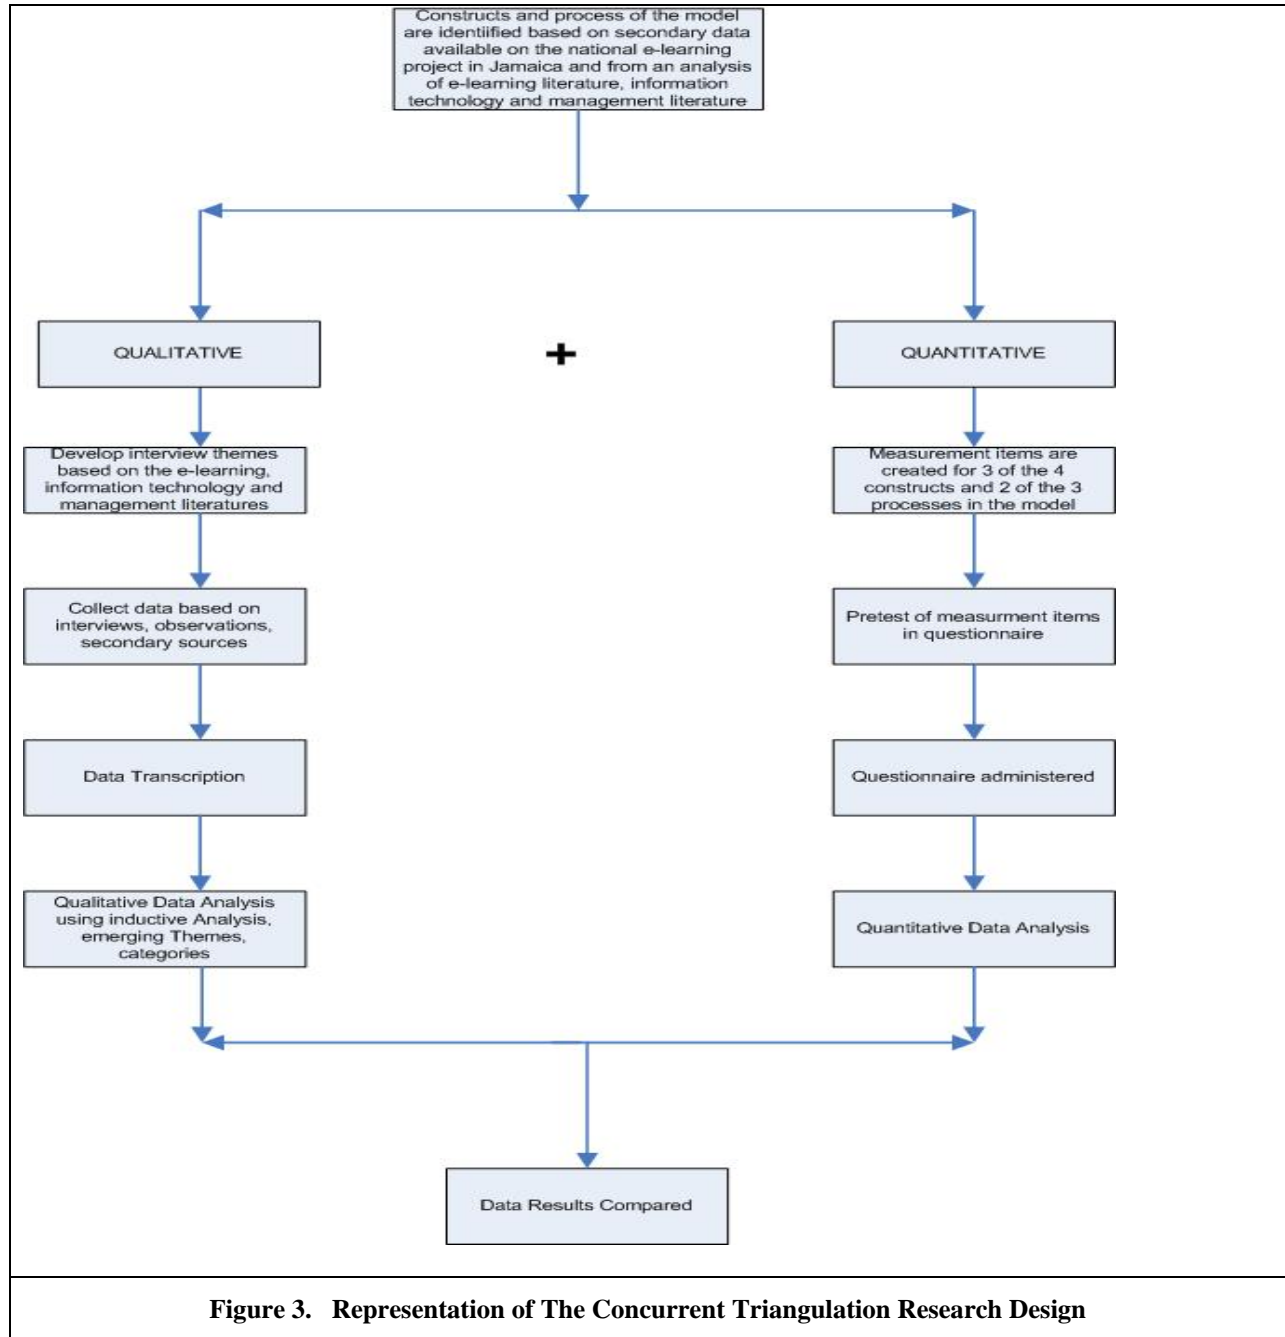 Constructs and process of the model
are identiified based on secondary data
available on the national e-learning
project in Jamaica and from an analysis
of e-learning literature, information
technology and management literature
QUALITATIVE
+
QUANTITATIVE
Develop interview themes
based on the e-learning,
information technology and
management literatures
Measurement items are
created for 3 of the 4
constructs and 2 of the 3
processes in the model
Collect data based on
interviews, observations,
secondary sources
Pretest of measurment items
in questionnaire
Data Transcription
Questionnaire administered
Qualitative Data Analysis
using inductive Analysis,
emerging Themes,
categories
Quantitative Data Analysis
Data Results Compared
Figure 3. Representation of The Concurrent Triangulation Research Design